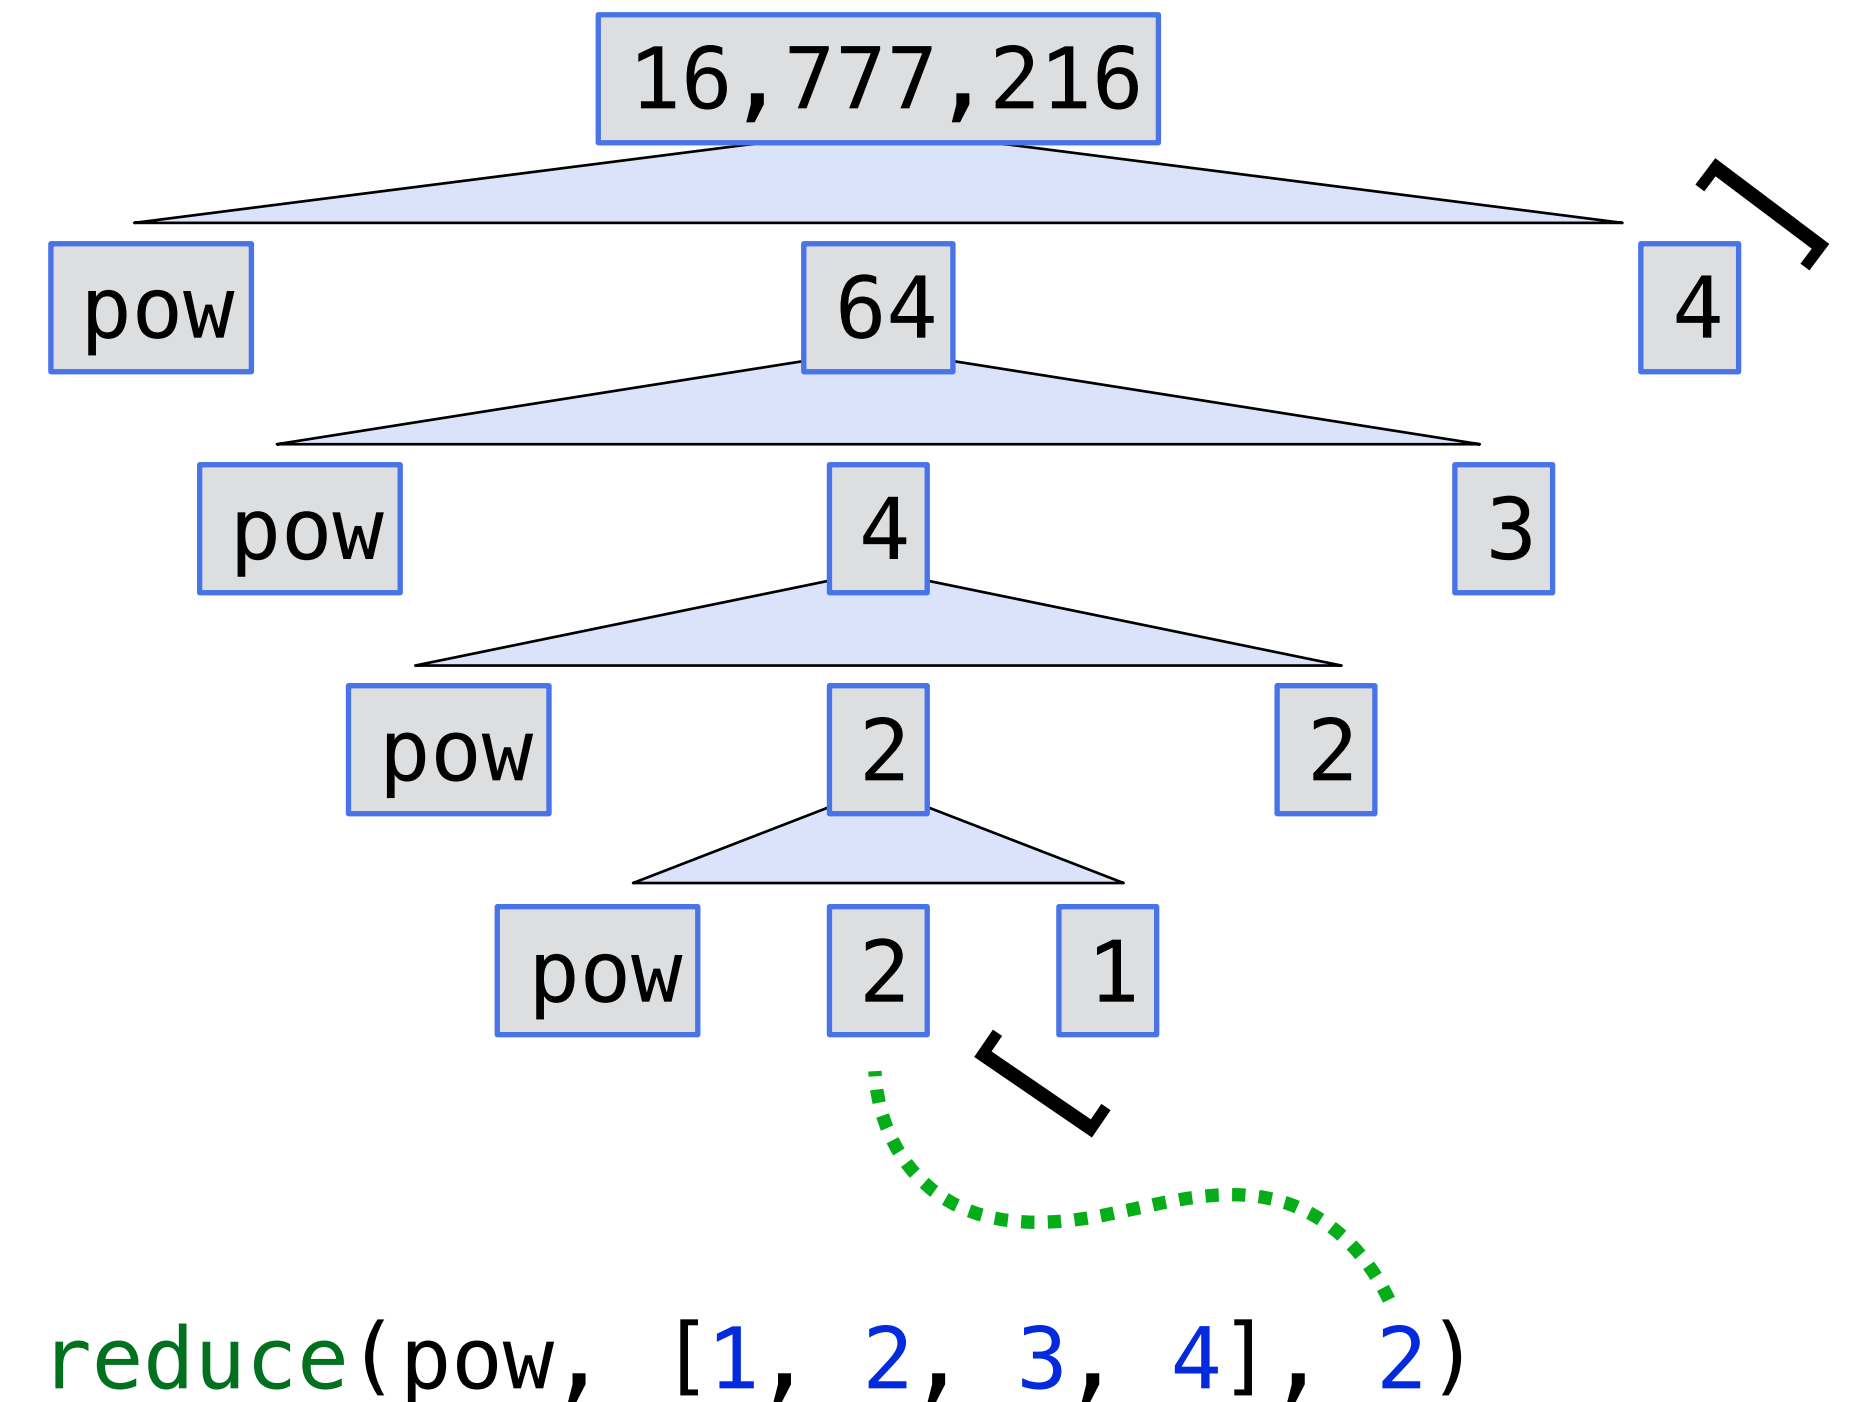 16,777,216
pow 64 4
pow 4 3
pow 2 2
pow 2 1
reduce(pow, [1, 2, 3, 4], 2)